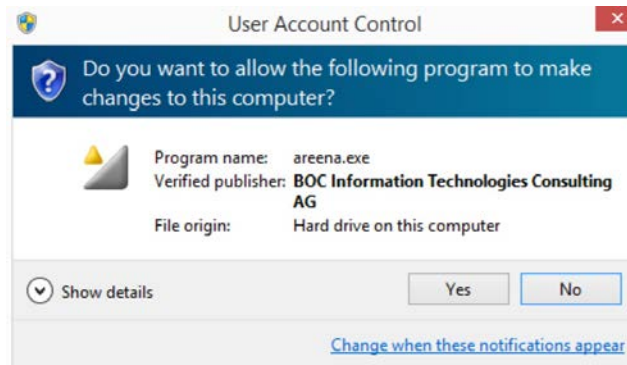 User Account Control
Do you want to allow the following program to make
changes to this computer?
Program name: areena.exe
Verified publisher: BOC Information Technologies Consulting
AG
File origin: Hard drive on this computer
Show details
Yes
No
Change when these notifications appear